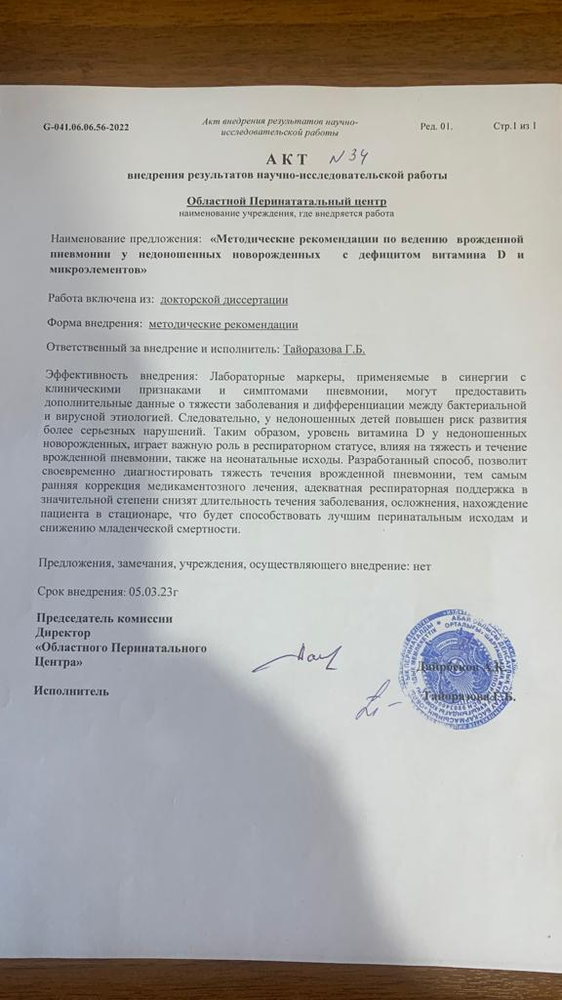 G-041.06.06.56-2022
Акт внедрения результатов научно-
исследовательской работы
Ред. 01.
Стр.1 из 1
А К Т N 34
внедрения результатов научно-исследовательской работы
Областной Перинататальный центр
наименование учреждения, где внедряется работа
Наименование предложения: «Методические рекомендации по ведению врожденной
пневмонии у недоношенных новорожденных с дефицитом витамина D и
микроэлементов»
Работа включена из: докторской диссертации
Форма внедрения: методические рекомендации
Ответственный за внедрение и исполнитель: Тайоразова Г.Б.
Эффективность внедрения: Лабораторные маркеры, применяемые в синергии с
клиническими признаками и симптомами пневмонии, могут предоставить
дополнительные данные о тяжести заболевания и дифференциации между бактериальной
и вирусной этиологией. Следовательно, у недоношенных детей повышен риск развития
более серьезных нарушений. Таким образом, уровень витамина D у недоношенных
новорожденных, играет важную роль в респираторном статусе, влияя на тяжесть и течение
врожденной пневмонии, также на неонатальные исходы. Разработанный способ, позволит
своевременно диагностировать тяжесть течения врожденной пневмонии, тем самым
ранняя коррекция медикаментозного лечения, адекватная респираторная поддержка в
значительной степени снизят длительность течения заболевания, осложнения, нахождение
пациента в стационаре, что будет способствовать лучшим перинатальным исходам и
снижению младенческой смертности.
Предложения, замечания, учреждения, осуществляющего внедрение: нет
Срок внедрения: 05.03.23г
Председатель комиссии
Директор
«Областного Перинатального
Центра»
Даирбеков А.К.
Исполнитель
Тайоразова Г.Б.